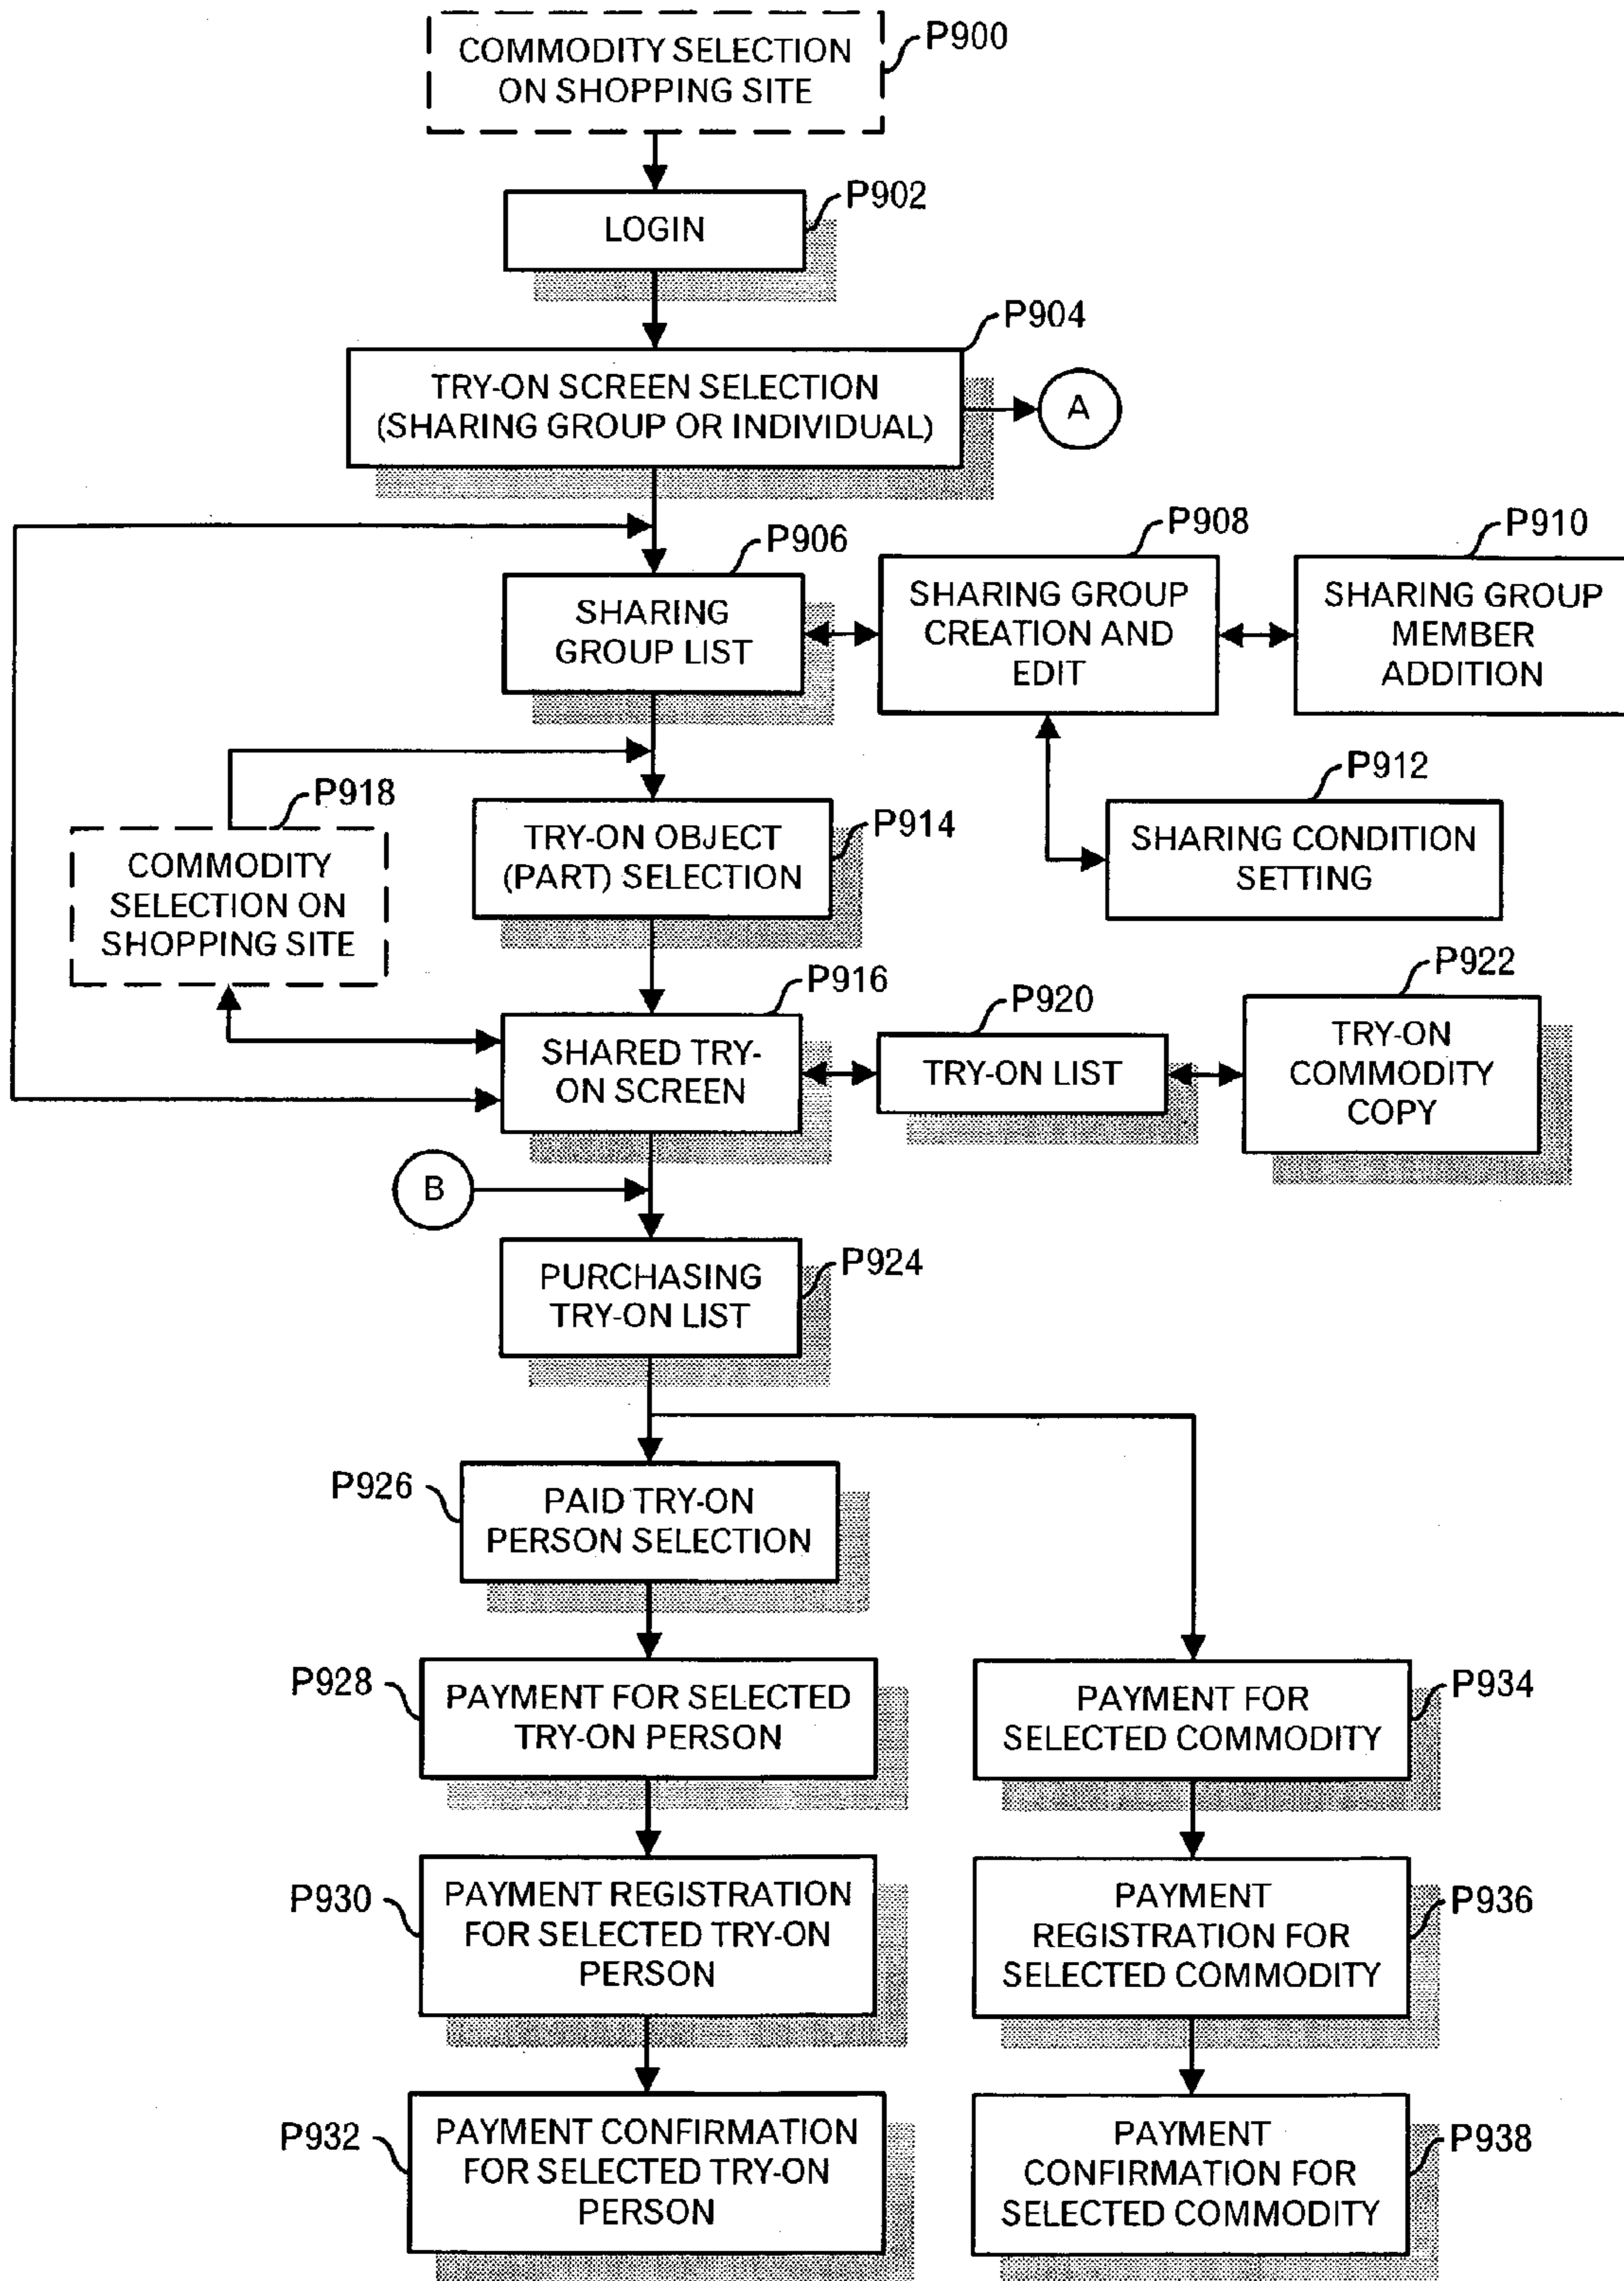 COMMODITY SELECTION
ON SHOPPING SITE
P900
LOGIN
P902
P904
TRY-ON SCREEN SELECTION
(SHARING GROUP OR INDIVIDUAL)
A
P906
SHARING
GROUP LIST
P908
SHARING GROUP
CREATION AND
EDIT
P910
SHARING GROUP
MEMBER
ADDITION
P912
SHARING CONDITION
SETTING
P914
TRY-ON OBJECT
(PART) SELECTION
P918
COMMODITY
SELECTION ON
SHOPPING SITE
P916
SHARED TRY-
ON SCREEN
P920
TRY-ON LIST
P922
TRY-ON
COMMODITY
COPY
B
PURCHASING
TRY-ON LIST
P924
P926
PAID TRY-ON
PERSON SELECTION
P928
PAYMENT FOR SELECTED
TRY-ON PERSON
PAYMENT FOR
SELECTED COMMODITY
P934
P930
PAYMENT REGISTRATION
FOR SELECTED TRY-ON
PERSON
PAYMENT
REGISTRATION FOR
SELECTED COMMODITY
P936
P932
PAYMENT CONFIRMATION
FOR SELECTED TRY-ON
PERSON
PAYMENT
CONFIRMATION FOR
SELECTED COMMODITY
P938